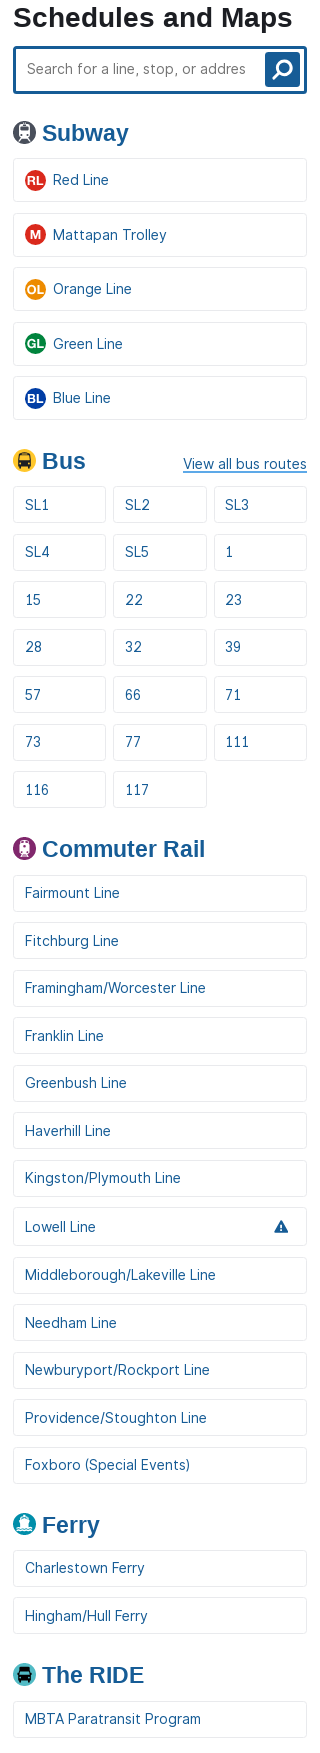 Schedules and Maps
Search for a line, stop, or addres
Subway
RL Red Line
M Mattapan Trolley
OL Orange Line
GL Green Line
BL Blue Line
Bus View all bus routes
SL1 SL2 SL3
SL4 SL5 1
15 22 23
28 32 39
57 66 71
73 77 111
116 117
Commuter Rail
Fairmount Line
Fitchburg Line
Framingham/Worcester Line
Franklin Line
Greenbush Line
Haverhill Line
Kingston/Plymouth Line
Lowell Line
Middleborough/Lakeville Line
Needham Line
Newburyport/Rockport Line
Providence/Stoughton Line
Foxboro (Special Events)
Ferry
Charlestown Ferry
Hingham/Hull Ferry
The RIDE
MBTA Paratransit Program